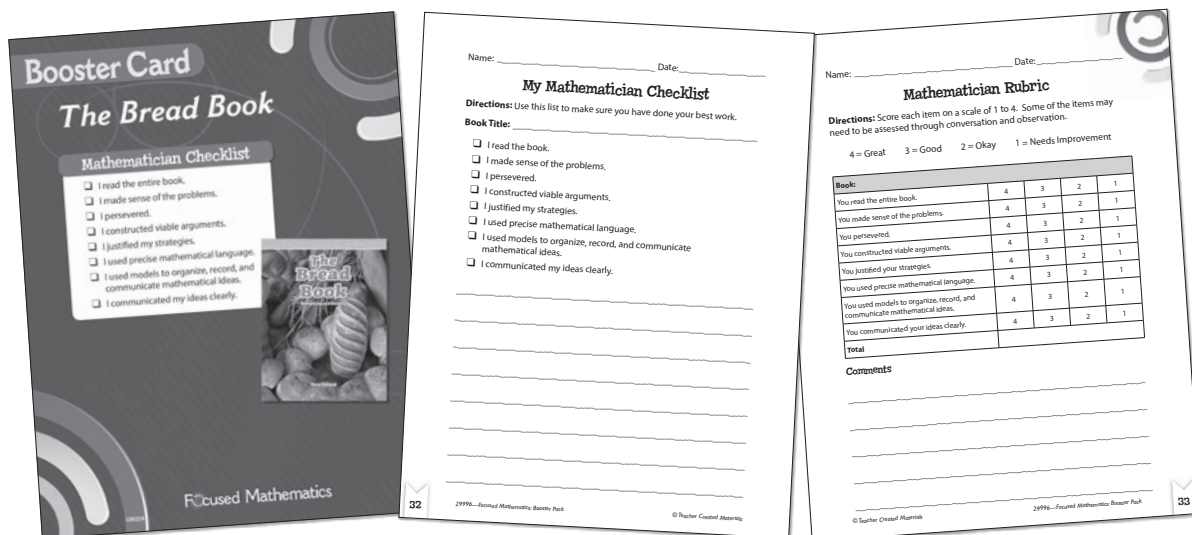 Booster Card
The Bread Book
Mathematician Checklist
❑ I read the entire book.
❑ I made sense of the problems.
❑ I persevered.
❑ I constructed viable arguments.
❑ I justified my strategies.
❑ I used precise mathematical language.
❑ I used models to organize, record, and
communicate mathematical ideas.
❑ I communicated my ideas clearly.
The
Bread
Book
Focused Mathematics
Name: Date:
My Mathematician Checklist
Directions: Use this list to make sure you have done your best work.
Book Title:
❑ I read the book.
❑ I made sense of the problems.
❑ I persevered.
❑ I constructed viable arguments.
❑ I justified my strategies.
❑ I used precise mathematical language.
❑ I used models to organize, record, and communicate
mathematical ideas.
❑ I communicated my ideas clearly.
32
29996—Focused Mathematics: Booster Pack
© Teacher Created Materials
Name: Date:
Mathematician Rubric
Directions: Score each item on a scale of 1 to 4. Some of the items may
need to be assessed through conversation and observation.
4 = Great 3 = Good 2 = Okay 1 = Needs Improvement
Book:
You read the entire book. 4 3 2 1
You made sense of the problems. 4 3 2 1
You persevered. 4 3 2 1
You constructed viable arguments. 4 3 2 1
You justified your strategies. 4 3 2 1
You used precise mathematical language. 4 3 2 1
You used models to organize, record, and
communicate mathematical ideas. 4 3 2 1
You communicated your ideas clearly. 4 3 2 1
Total
Comments
© Teacher Created Materials
29996—Focused Mathematics: Booster Pack
33